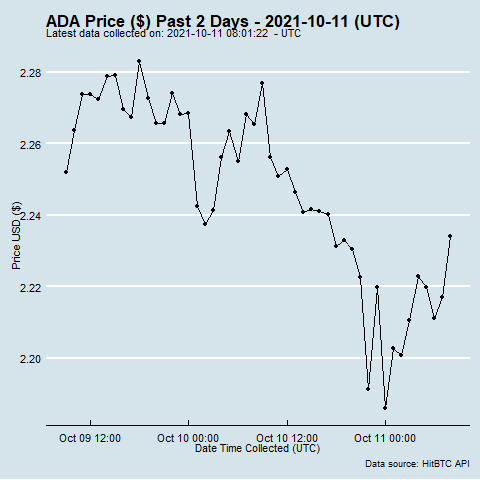 ADA Price ($) Past 2 Days - 2021-10-11 (UTC)
Latest data collected on: 2021-10-11 08:01:22  - UTC
2.28
2.26
2.24
2.22
2.20
Price USD ($)
Oct 09 12:00 Oct 10 00:00 Oct 10 12:00 Oct 11 00:00
Date Time Collected (UTC)
Data source: HitBTC API